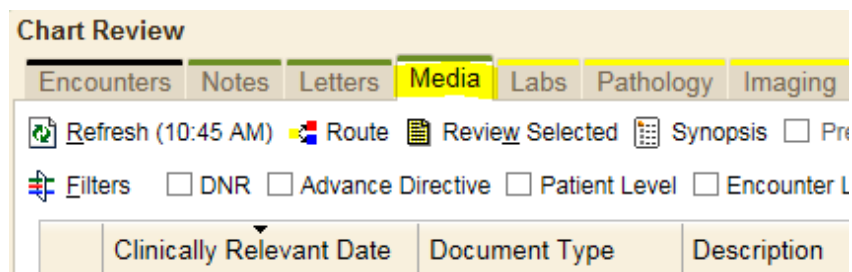 Chart Review
Encounters Notes Letters Media Labs Pathology Imaging
Refresh (10:45 AM) Route Review Selected Synopsis
Filters DNR Advance Directive Patient Level Encounter
Clinically Relevant Date Document Type Description